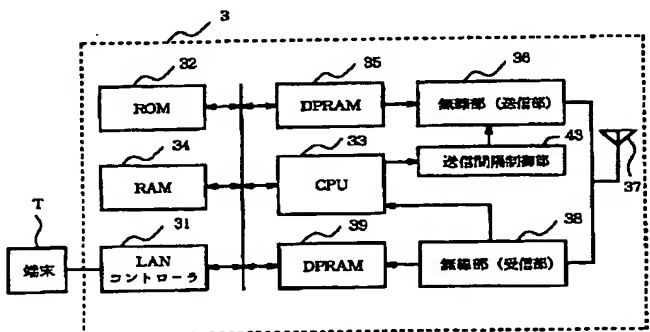 3
32
ROM
35
DPRAM
36
無線部（送信部）
34
RAM
33
CPU
43
送信間隔制御部
37
T
端末
31
LAN
コントローラ
39
DPRAM
38
無線部（受信部）